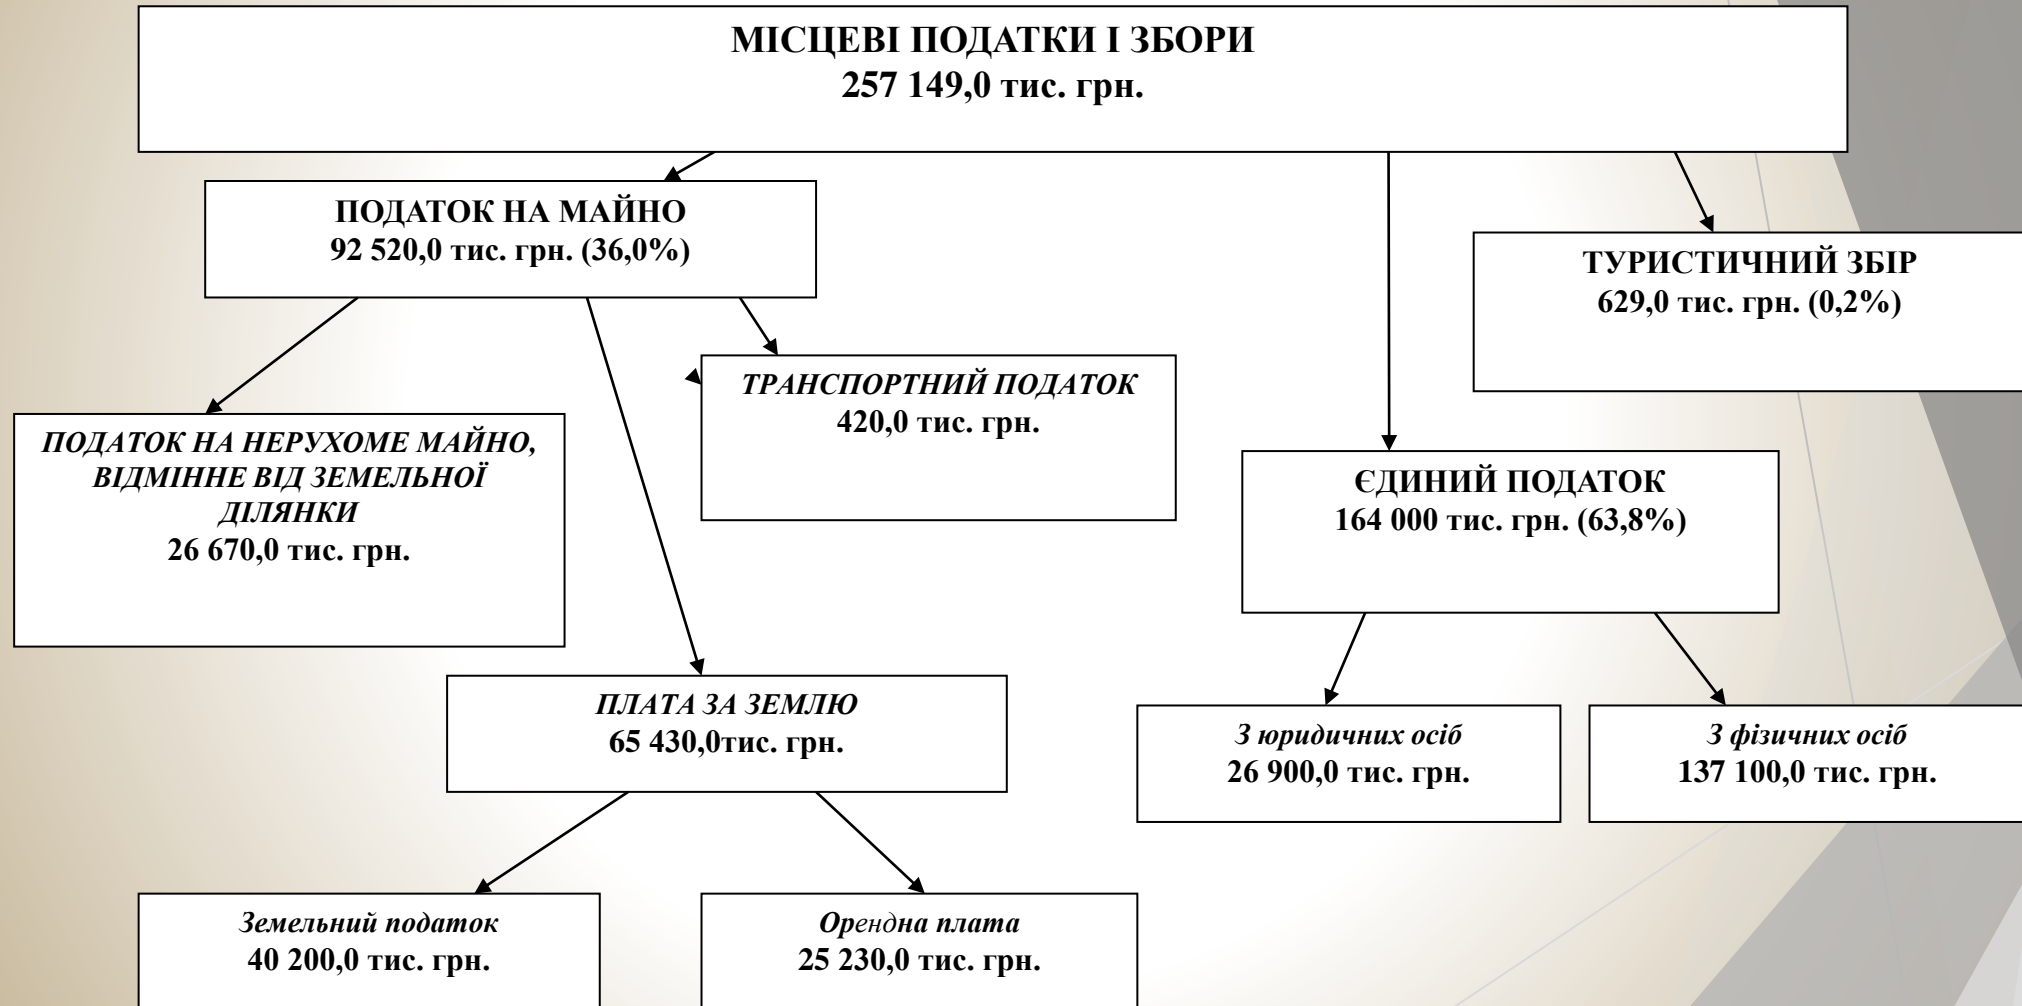 МІСЦЕВІ ПОДАТКИ І ЗБОРИ
257 149,0 тис. грн.
ПОДАТОК НА МАЙНО
92 520,0 тис. грн. (36,0%)
ТУРИСТИЧНИЙ ЗБІР
629,0 тис. грн. (0,2%)
ТРАНСПОРТНИЙ ПОДАТОК
420,0 тис. грн.
ПОДАТОК НА НЕРУХОМЕ МАЙНО,
ВІДМІННЕ ВІД ЗЕМЕЛЬНОЇ
ДІЛЯНКИ
26 670,0 тис. грн.
ЄДИНИЙ ПОДАТОК
164 000 тис. грн. (63,8%)
ПЛАТА ЗА ЗЕМЛЮ
65 430,0тис. грн.
З юридичних осіб
26 900,0 тис. грн.
З фізичних осіб
137 100,0 тис. грн.
Земельний податок
40 200,0 тис. грн.
Орендна плата
25 230,0 тис. грн.